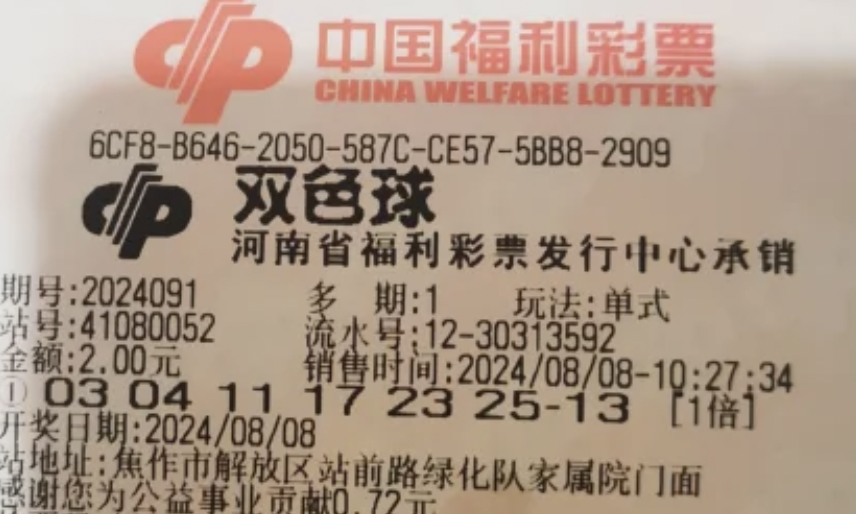 中国福利彩票
CHINA WELFARE LOTTERY
6CF8-B646-2050-587C-CE57-5BB8-2909
双色球
河南省福利彩票发行中心承销
期号:2024091 多 期:1 玩法:单式
站号:41080052 流水号:12-30313592
金额:2.00元 销售时间:2024/08/08-10:27:34
① 03 04 11 17 23 25-13 [1倍]
开奖日期:2024/08/08
站地址:焦作市解放区站前路绿化队家属院门面
感谢您为公益事业贡献0.72元